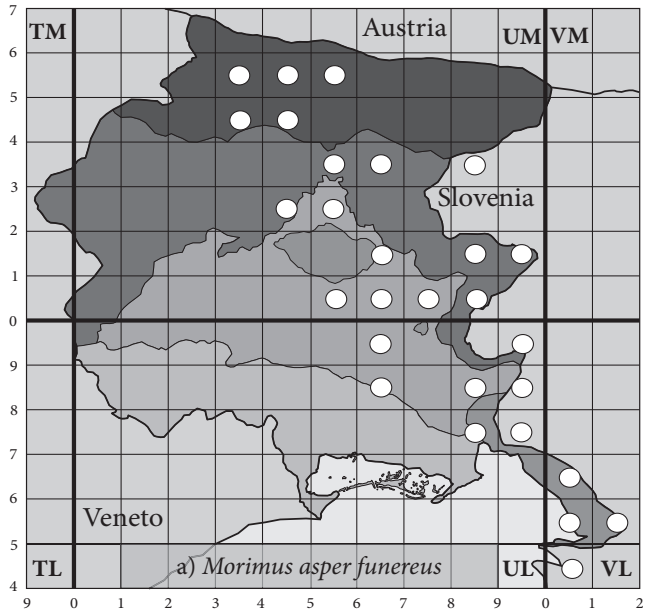 7
TM Austria UM VM
6
5
4
3
Slovenia
2
1
0
9
8
7
6
Veneto
5
TL a) Morimus asper funereus UL VL
4
9 0 1 2 3 4 5 6 7 8 9 0 1 2